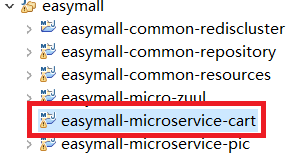 easymall
easymall-common-rediscluster
easymall-common-repository
easymall-common-resources
easymall-micro-zuul
easymall-microservice-cart
easymall-microservice-pic